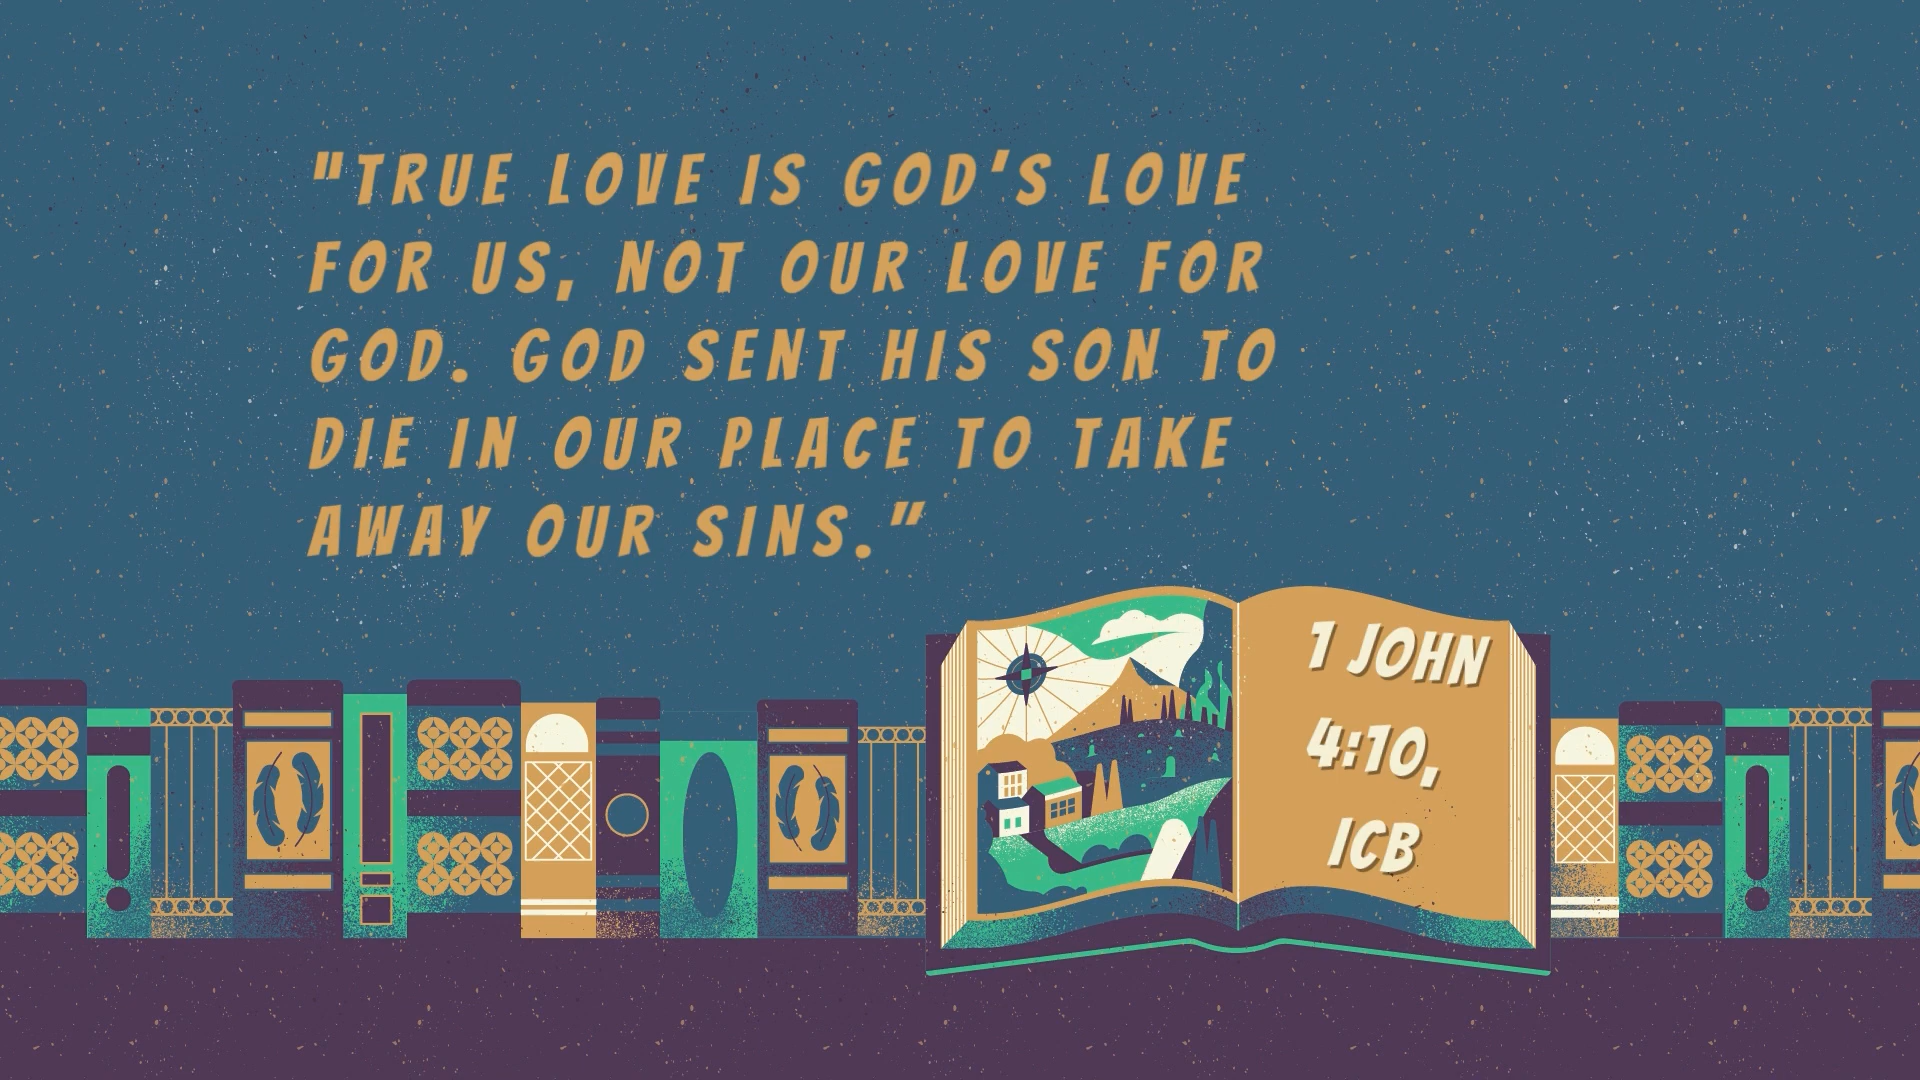 "TRUE LOVE IS GOD'S LOVE
FOR US, NOT OUR LOVE FOR
GOD. GOD SENT HIS SON TO
DIE IN OUR PLACE TO TAKE
AWAY OUR SINS."
1 JOHN
4:10,
ICB